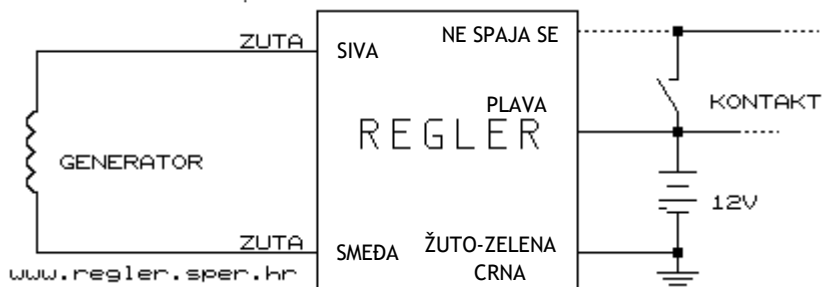 ZUTA
SIVA
NE SPAJA SE
PLAVA
KONTAKT
REGLER
GENERATOR
12V
ZUTA
SMEĐA
ŽUTO-ZELENA
CRNA
www.regler.sper.hr